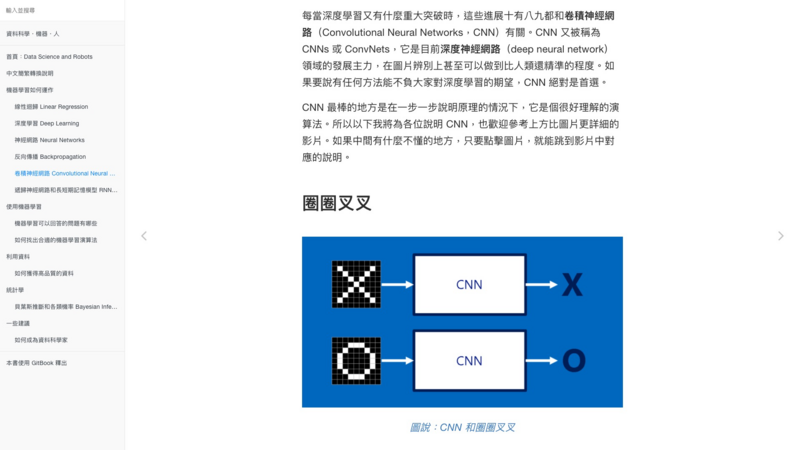 輸入並搜尋
資料科學・機器・人
首頁：Data Science and Robots
中文簡繁轉換說明
機器學習如何運作
線性迴歸 Linear Regression
深度學習 Deep Learning
神經網路 Neural Networks
反向傳播 Backpropagation
卷積神經網路 Convolutional Neural ...
遞歸神經網路和長短期記憶模型 RNN...
使用機器學習
機器學習可以回答的問題有哪些
如何找出合適的機器學習演算法
利用資料
如何獲得高品質的資料
統計學
貝葉斯推斷和各類機率 Bayesian Infe...
一些建議
如何成為資料科學家
本書使用 GitBook 釋出
每當深度學習又有什麼重大突破時，這些進展十有八九都和卷積神經網
路（Convolutional Neural Networks，CNN）有關。CNN 又被稱為
CNNs 或 ConvNets，它是目前深度神經網路（deep neural network）
領域的發展主力，在圖片辨別上甚至可以做到比人類還精準的程度。如
果要說有任何方法能不負大家對深度學習的期望，CNN 絕對是首選。
CNN 最棒的地方是在一步一步說明原理的情況下，它是個很好理解的演
算法。所以以下我將為各位說明 CNN，也歡迎參考上方比圖片更詳細的
影片。如果中間有什麼不懂的地方，只要點擊圖片，就能跳到影片中對
應的說明。
圈圈叉叉
CNN
X
CNN
O
圖說：CNN 和圈圈叉叉